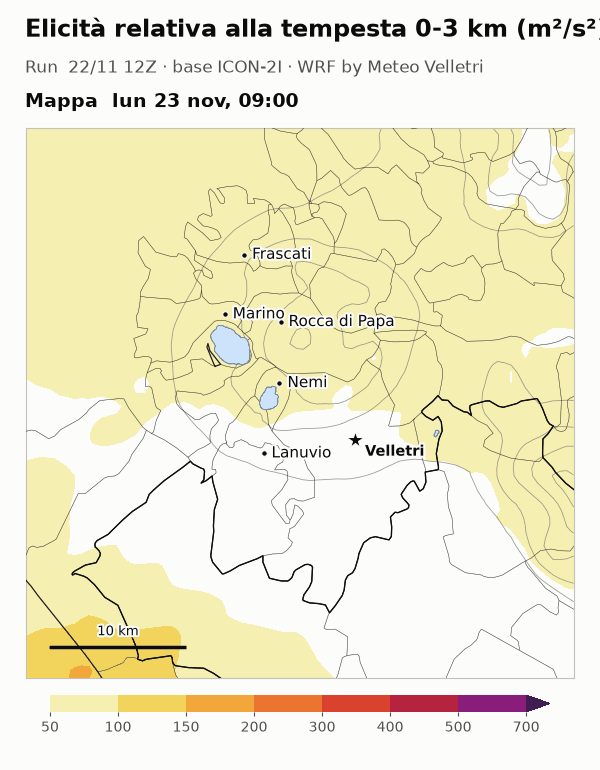 Elicità relativa alla tempesta 0-3 km (m²/s²)
Run 22/11 12Z · base ICON-2I · WRF by Meteo Velletri
Mappa lun 23 nov, 09:00
Frascati
Marino
Rocca di Papa
Nemi
Velletri
Lanuvio
10 km
50 100 150 200 300 400 500 700